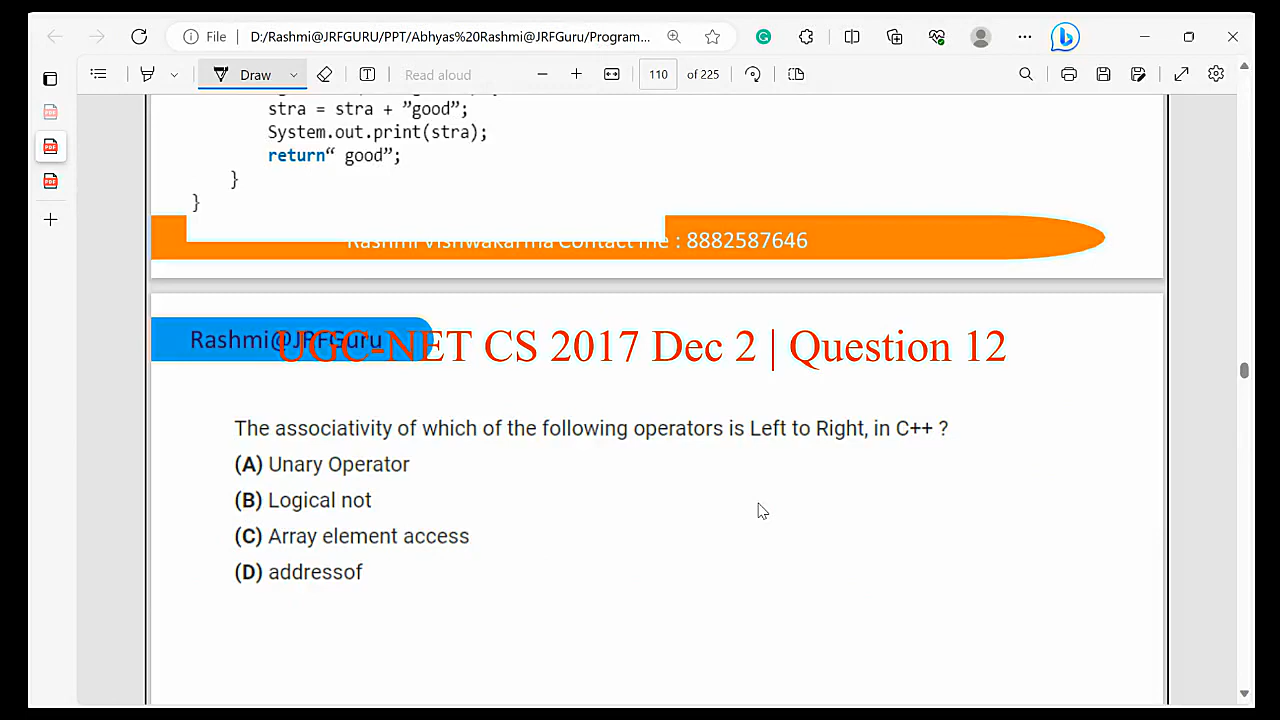 File
D:/Rashmi@JRFGURU/PPT/Abhyas%20Rashmi@JRFGuru/Program...
Draw
Read aloud
110 of 225
stra = stra + ”good”;
System.out.print(stra);
return“ good”;
}
}
Rashmi Vishwakarma Contact me : 8882587646
Rashmi@JRFGuru
UGC-NET CS 2017 Dec 2 | Question 12
The associativity of which of the following operators is Left to Right, in C++ ?
(A) Unary Operator
(B) Logical not
(C) Array element access
(D) addressof